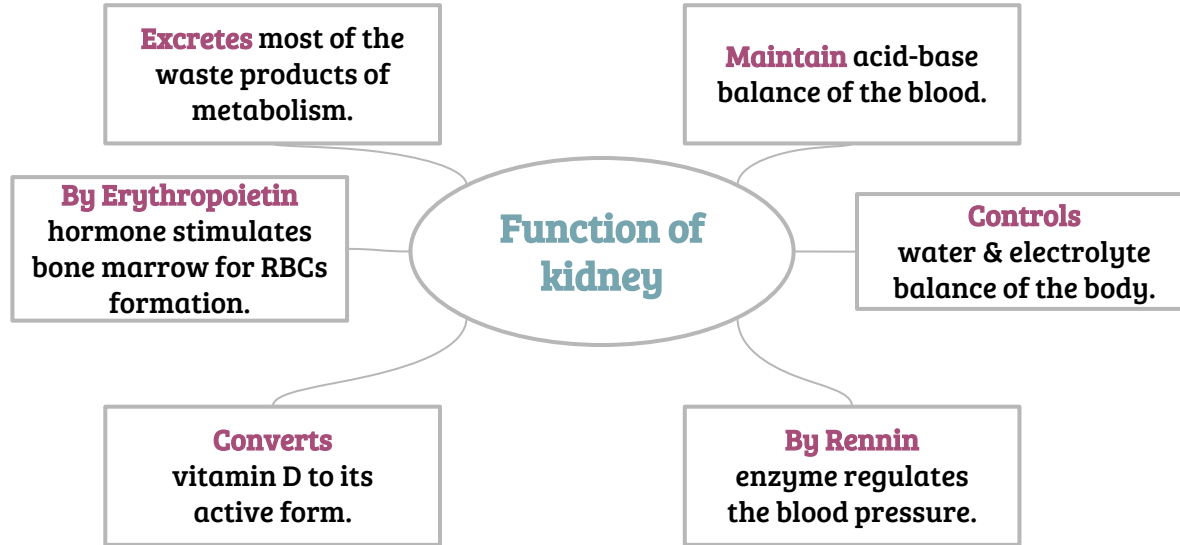 Excretes most of the
waste products of
metabolism.
Maintain acid-base
balance of the blood.
By Erythropoietin
hormone stimulates
bone marrow for RBCs
formation.
Function of
kidney
Controls
water & electrolyte
balance of the body.
Converts
vitamin D to its
active form.
By Rennin
enzyme regulates
the blood pressure.